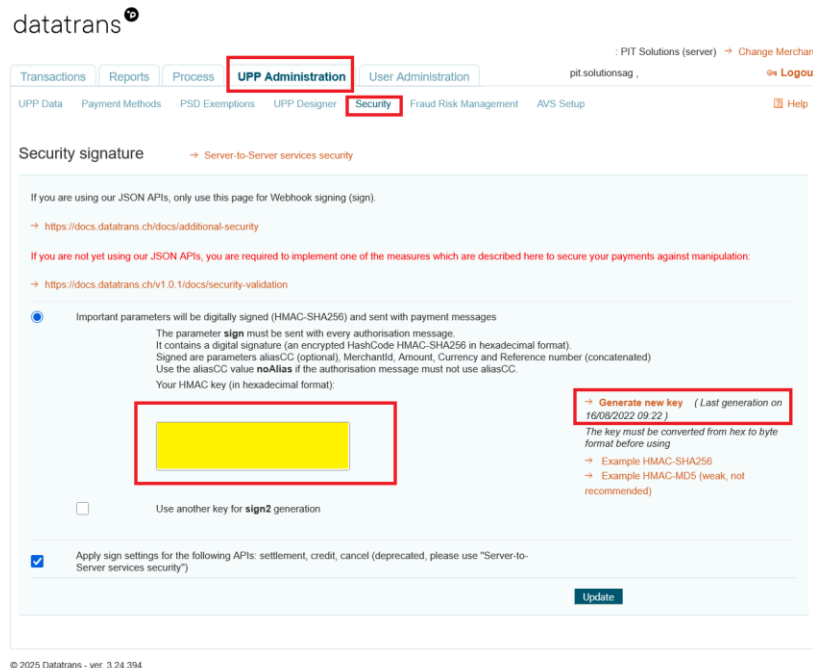 datatrans
: PIT Solutions (server) → Change Merchan
Transactions Reports Process UPP Administration User Administration pit.solutionsag , Logou
UPP Data Payment Methods PSD Exemptions UPP Designer Security Fraud Risk Management AVS Setup Help
Security signature → Server-to-Server services security
If you are using our JSON APIs, only use this page for Webhook signing (sign).
→ https://docs.datatrans.ch/docs/additional-security
If you are not yet using our JSON APIs, you are required to implement one of the measures which are described here to secure your payments against manipulation:
→ https://docs.datatrans.ch/v1.0.1/docs/security-validation
Important parameters will be digitally signed (HMAC-SHA256) and sent with payment messages
The parameter sign must be sent with every authorisation message.
It contains a digital signature (an encrypted HashCode HMAC-SHA256 in hexadecimal format).
Signed are parameters aliasCC (optional), MerchantId, Amount, Currency and Reference number (concatenated)
Use the aliasCC value noAlias if the authorisation message must not use aliasCC.
Your HMAC key (in hexadecimal format):
→ Generate new key ( Last generation on
16/08/2022 09:22 )
The key must be converted from hex to byte
format before using
→ Example HMAC-SHA256
→ Example HMAC-MD5 (weak, not
recommended)
Use another key for sign2 generation
Apply sign settings for the following APIs: settlement, credit, cancel (deprecated, please use "Server-to-
Server services security")
Update
© 2025 Datatrans - ver. 3.24.394